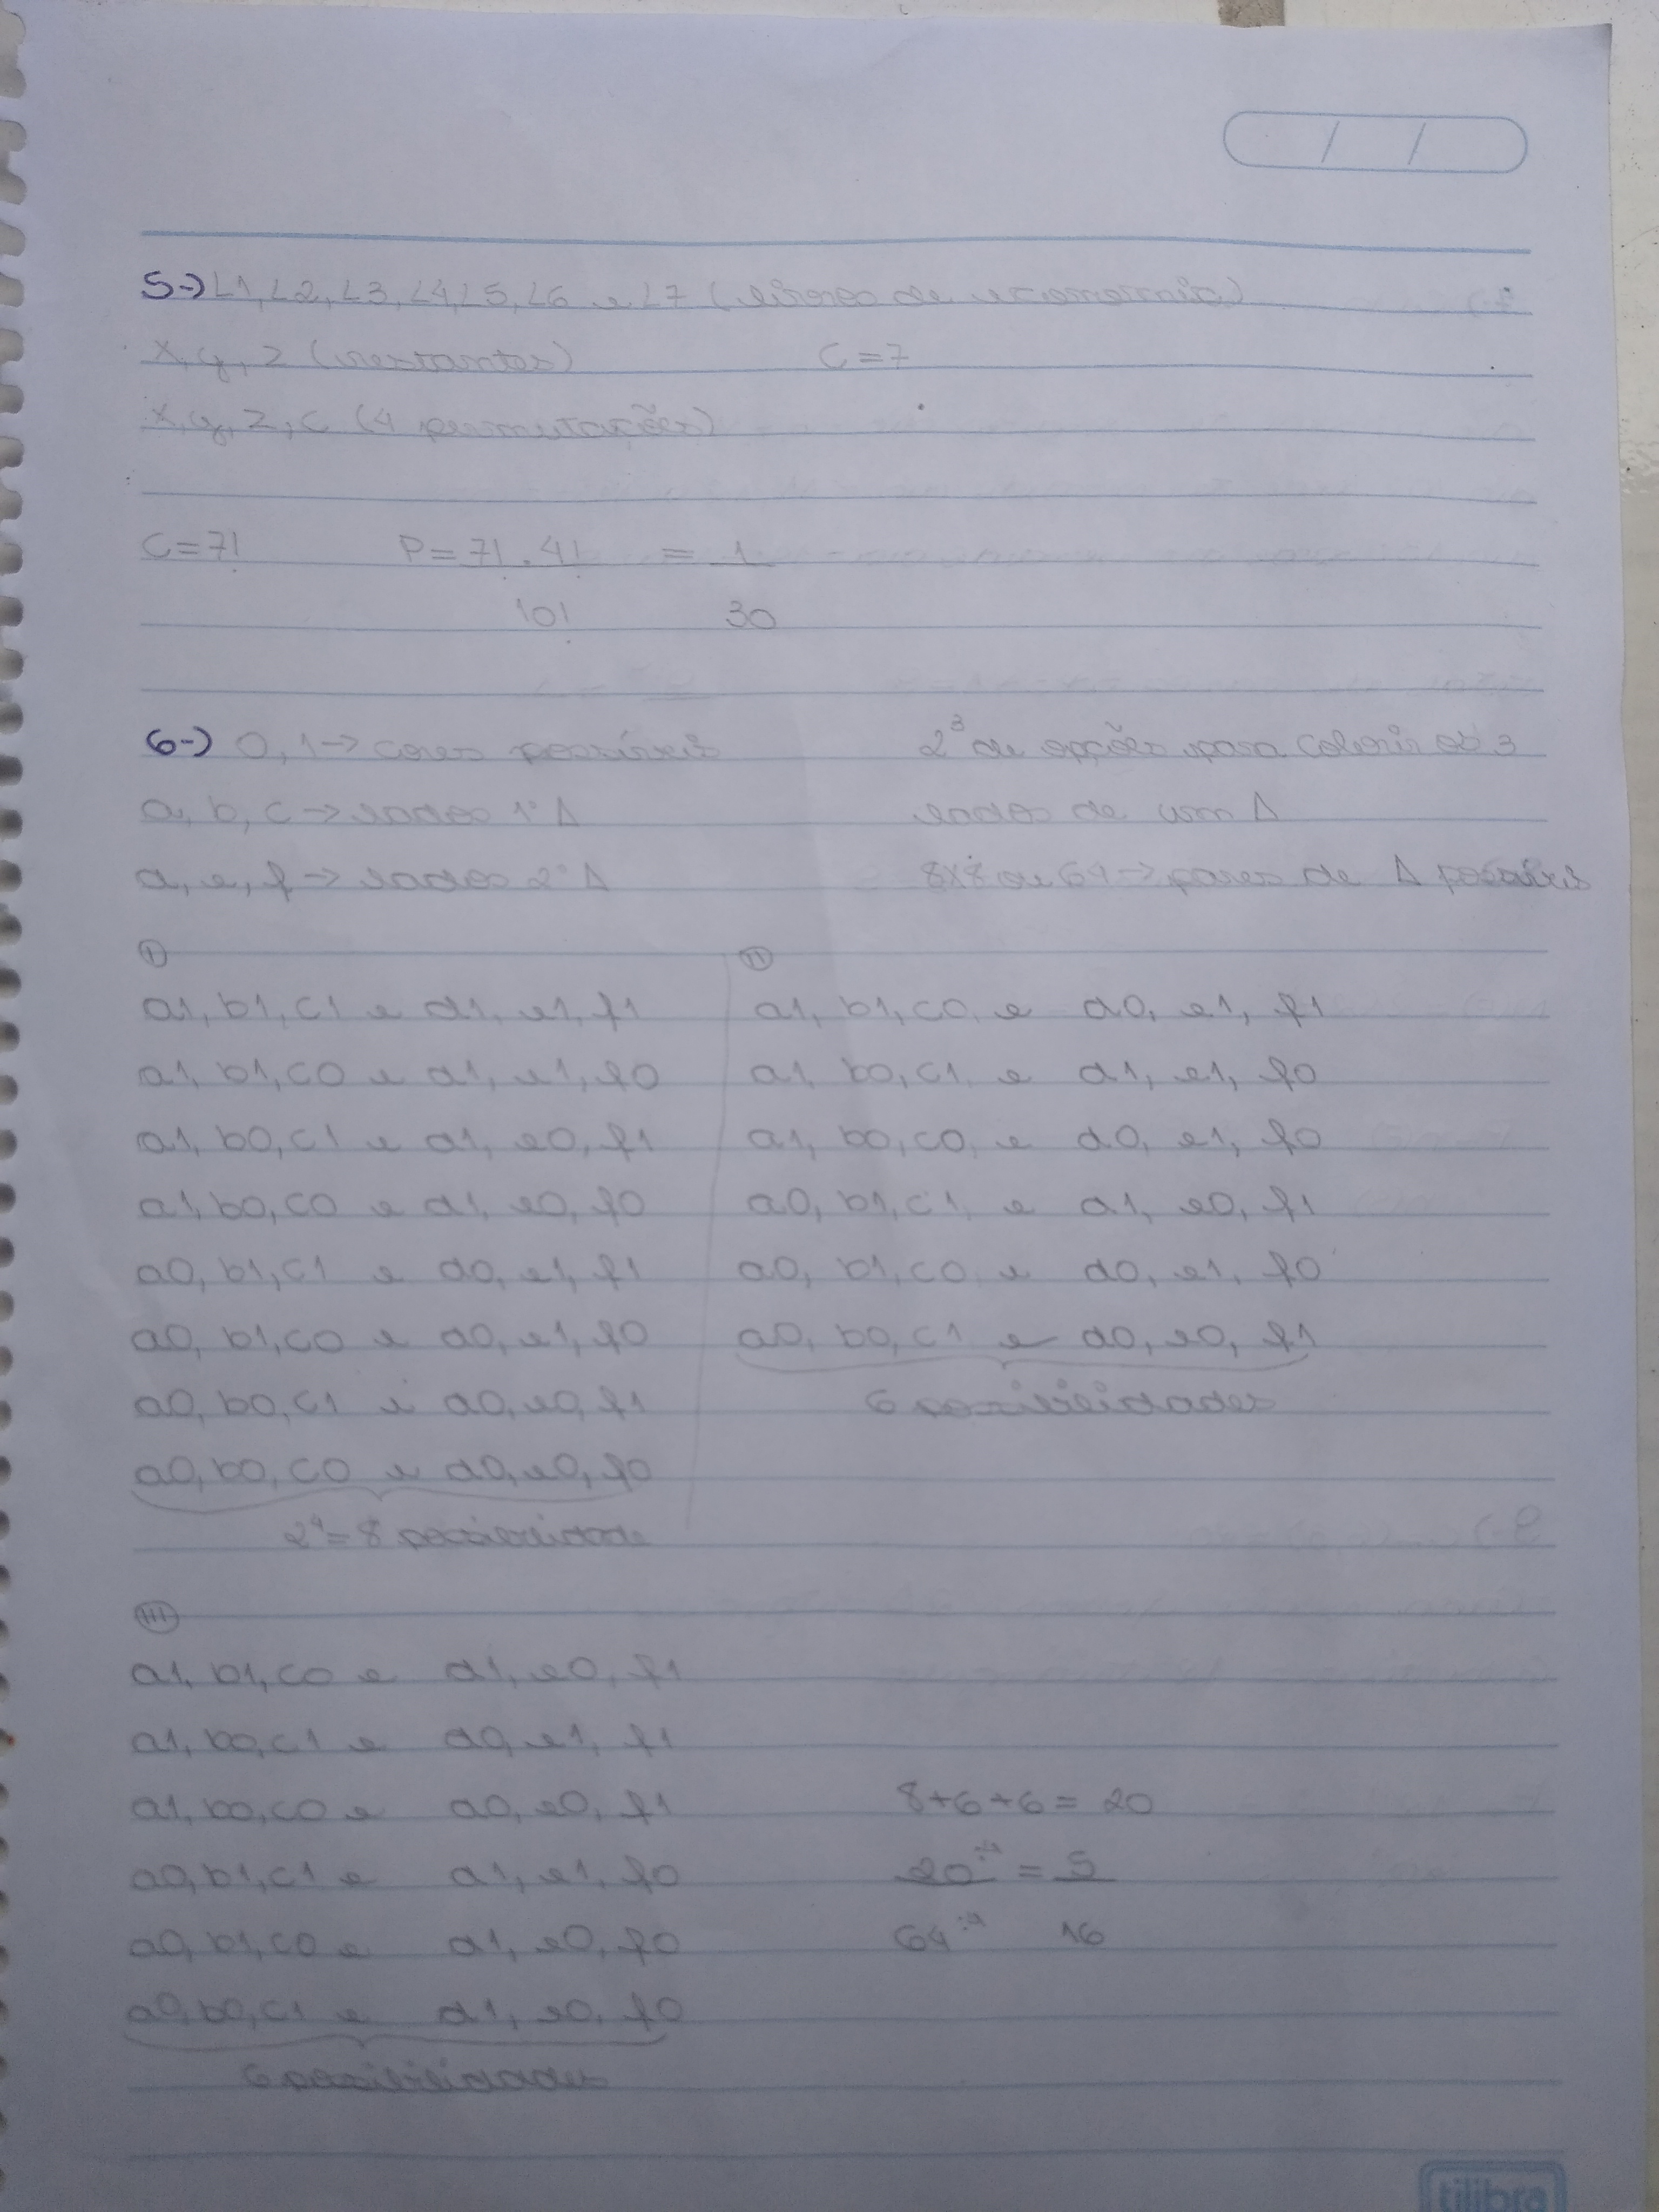 5-) L1, L2, L3, L4, L5, L6 e L7 (livros de economia)
X, y, Z (restantes) C = 7
X, y, Z, C (4 permutações)
C = 7! P = 7! . 4! = 1
10! 30
6-) 0, 1 → cores possíveis
a, b, c → lados 1° Δ
d, e, f → lados 2° Δ
2³ de opções para colorir os 3
lados de um Δ
8x8 ou 64 → pares de Δ possíveis
I
a1, b1, c1 e d1, e1, f1
a1, b1, c0 e d1, e1, f0
a1, b0, c1 e d1, e0, f1
a1, b0, c0 e d1, e0, f0
a0, b1, c1 e d0, e1, f1
a0, b1, c0 e d0, e1, f0
a0, b0, c1 e d0, e0, f1
a0, b0, c0 e d0, e0, f0
2⁴ = 8 possibilidade
II
a1, b1, c0, e d0, e1, f1
a1, b0, c1, e d1, e1, f0
a1, b0, c0, e d0, e1, f0
a0, b1, c1, e d1, e0, f1
a0, b1, c0 e d0, e1, f0
a0, b0, c1 e d0, e0, f1
6 possibilidades
III
a1, b1, c0 e d1, e0, f1
a1, b0, c1 e d0, e1, f1
a1, b0, c0 e d0, e0, f1
a0, b1, c1 e d1, e1, f0
a0, b1, c0 e d1, e0, f0
a0, b0, c1 e d1, e0, f0
6 possibilidades
8+6+6 = 20
20 :4 = 5
64 :4 16
tilibra